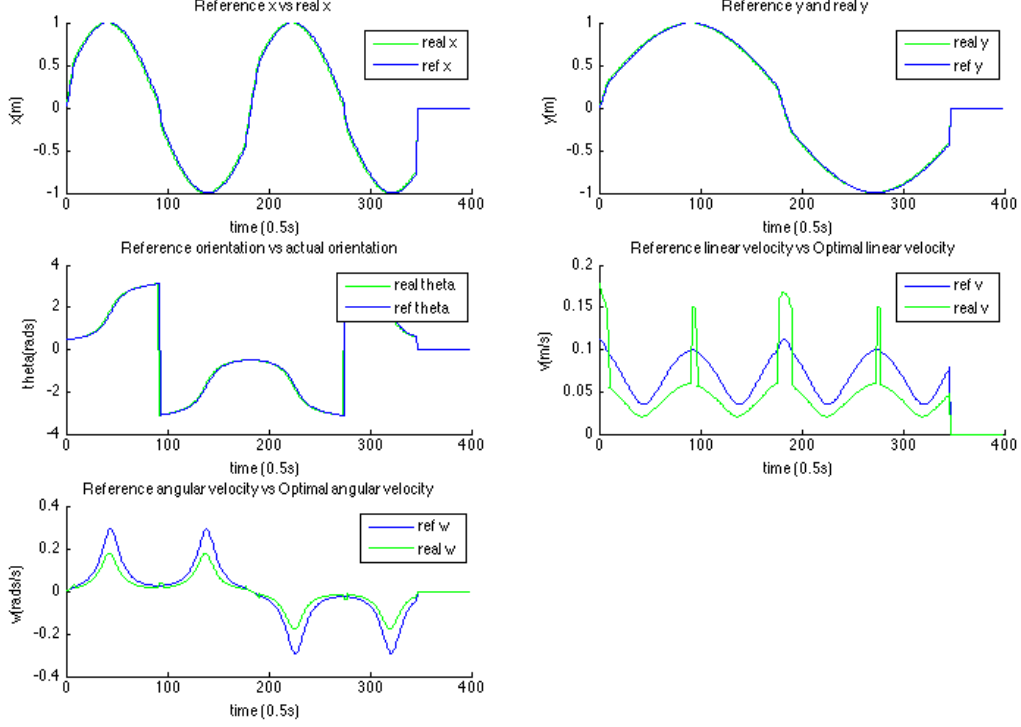 Reference x vs real x
1
0.5
0
-0.5
-1
x(m)
real x
ref x
0
100
200
300
400
time (0.5s)
Reference y and real y
1
0.5
0
-0.5
-1
y(m)
real y
ref y
0
100
200
300
400
time (0.5s)
Reference orientation vs actual orientation
4
2
0
-2
-4
theta(rads)
real theta
ref theta
0
100
200
300
400
time (0.5s)
Reference linear velocity vs Optimal linear velocity
0.2
0.15
0.1
0.05
0
v(m/s)
ref v
real v
0
100
200
300
400
time (0.5s)
Reference angular velocity vs Optimal angular velocity
0.4
0.2
0
-0.2
-0.4
w(rads/s)
ref w
real w
0
100
200
300
400
time (0.5s)